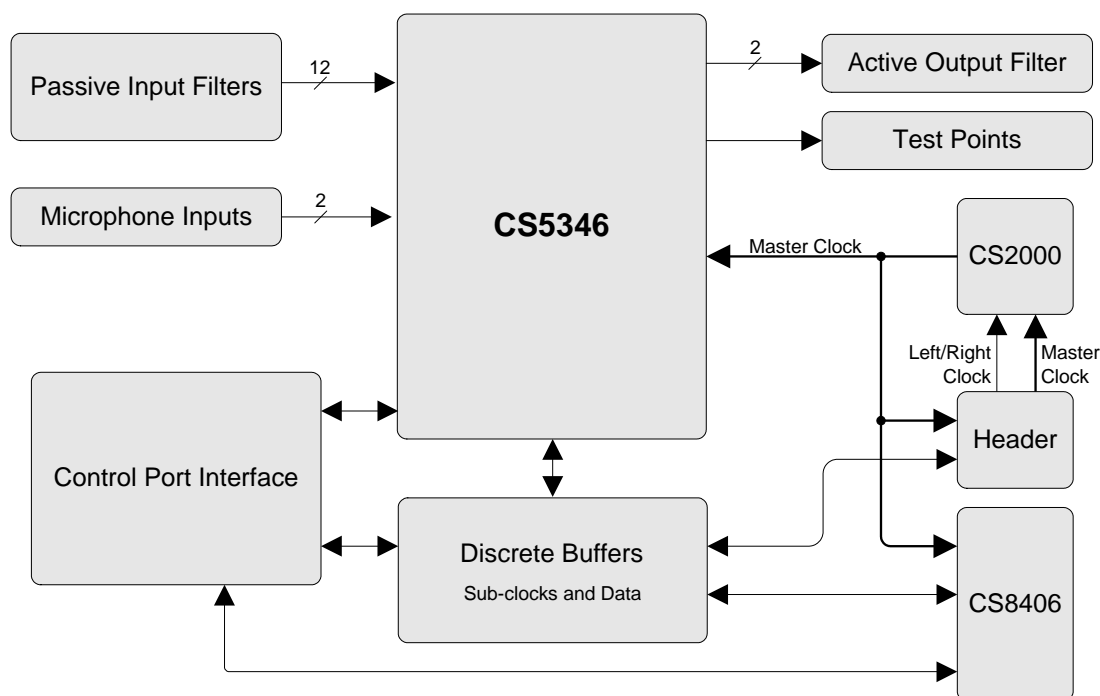 Passive Input Filters
12
Microphone Inputs
2
CS5346
2
Active Output Filter
Test Points
Master Clock
CS2000
Left/Right
Clock
Master
Clock
Header
Control Port Interface
Discrete Buffers
Sub-clocks and Data
CS8406